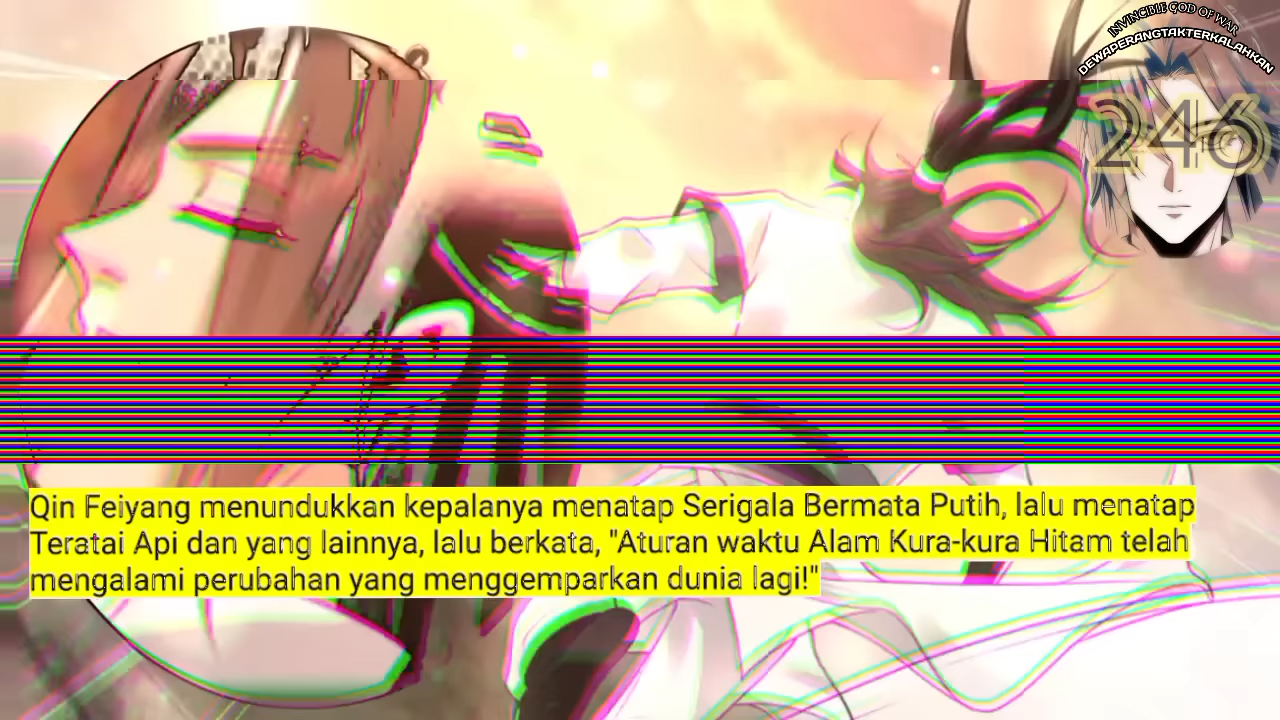 INVINCIBLE GOD OF WAR
DEWAPERANGTAKTERKALAHKAN
246
Qin Feiyang menundukkan kepalanya menatap Serigala Bermata Putih, lalu menatap
Teratai Api dan yang lainnya, lalu berkata, "Aturan waktu Alam Kura-kura Hitam telah
mengalami perubahan yang menggemparkan dunia lagi!"